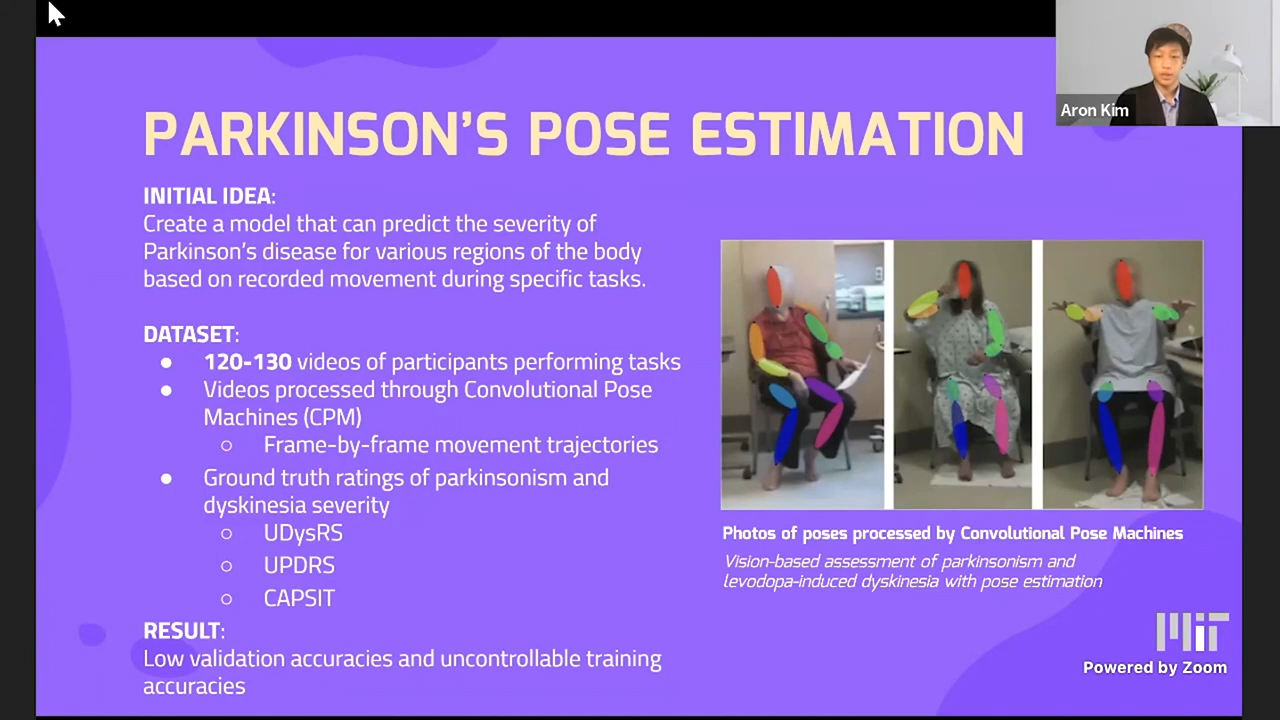 Aron Kim
PARKINSON'S POSE ESTIMATION
INITIAL IDEA:
Create a model that can predict the severity of
Parkinson's disease for various regions of the body
based on recorded movement during specific tasks.
DATASET:
● 120-130 videos of participants performing tasks
● Videos processed through Convolutional Pose
Machines (CPM)
○ Frame-by-frame movement trajectories
● Ground truth ratings of parkinsonism and
dyskinesia severity
○ UDysRS
○ UPDRS
○ CAPSIT
RESULT:
Low validation accuracies and uncontrollable training
accuracies
Photos of poses processed by Convolutional Pose Machines
Vision-based assessment of parkinsonism and
levodopa-induced dyskinesia with pose estimation
MIT
Powered by Zoom